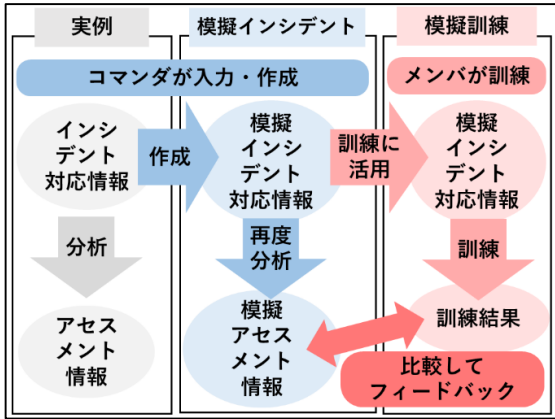 実例
模擬インシデント
模擬訓練
コマンダが入力・作成
メンバが訓練
インシ
デント
対応情報
作成
模擬
インシ
デント
対応情報
訓練に
活用
模擬
インシ
デント
対応情報
分析
再度
分析
訓練
アセス
メント
情報
模擬
アセス
メント
情報
訓練結果
比較して
フィードバック